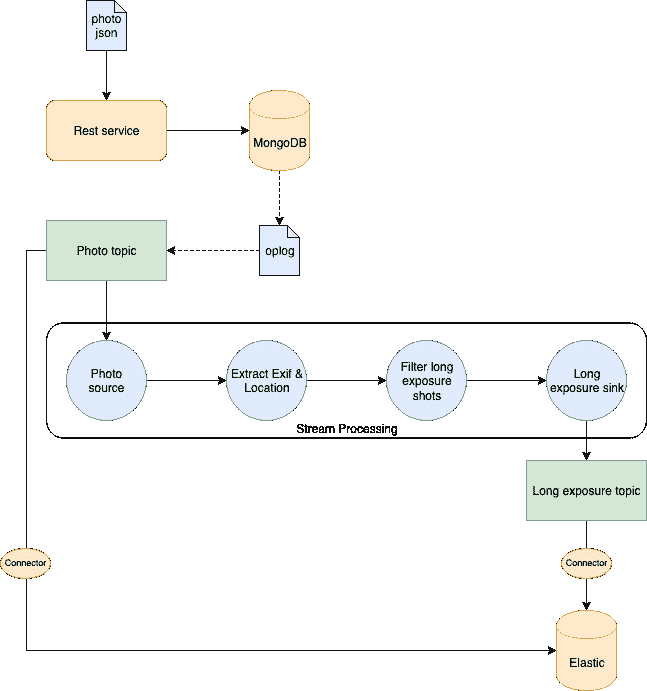 photo
json
Rest service
MongoDB
Photo topic
oplog
Photo
source
Extract Exif &
Location
Filter long
exposure
shots
Long
exposure sink
Stream Processing
Long exposure topic
Connector
Connector
Elastic